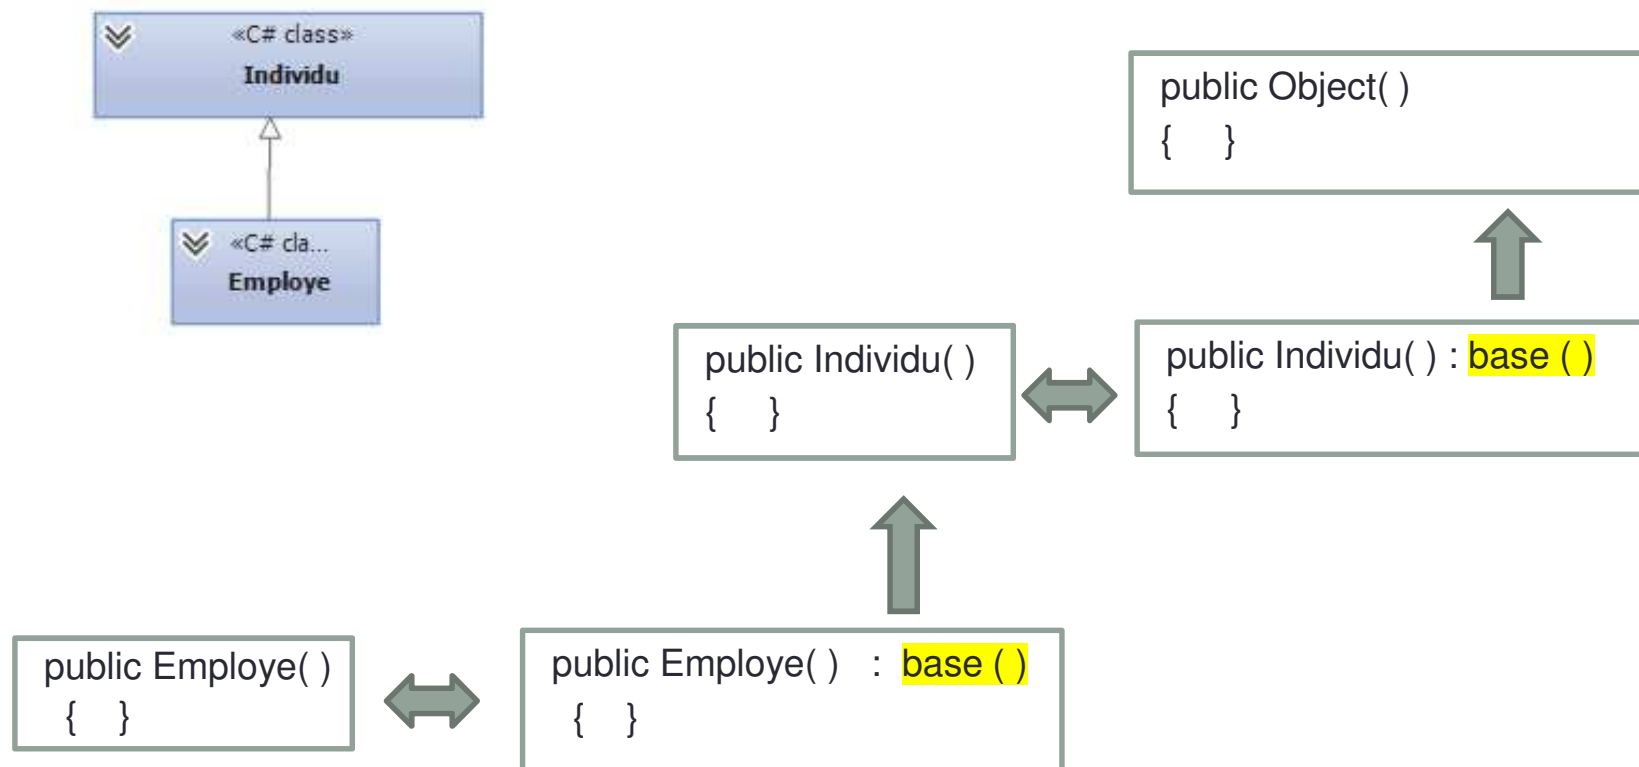 «C# class»
Individu
«C# cla...
Employe
public Object( )
{ }
public Individu( )
{ }
public Individu( ) : base ( )
{ }
public Employe( )
{ }
public Employe( ) : base ( )
{ }